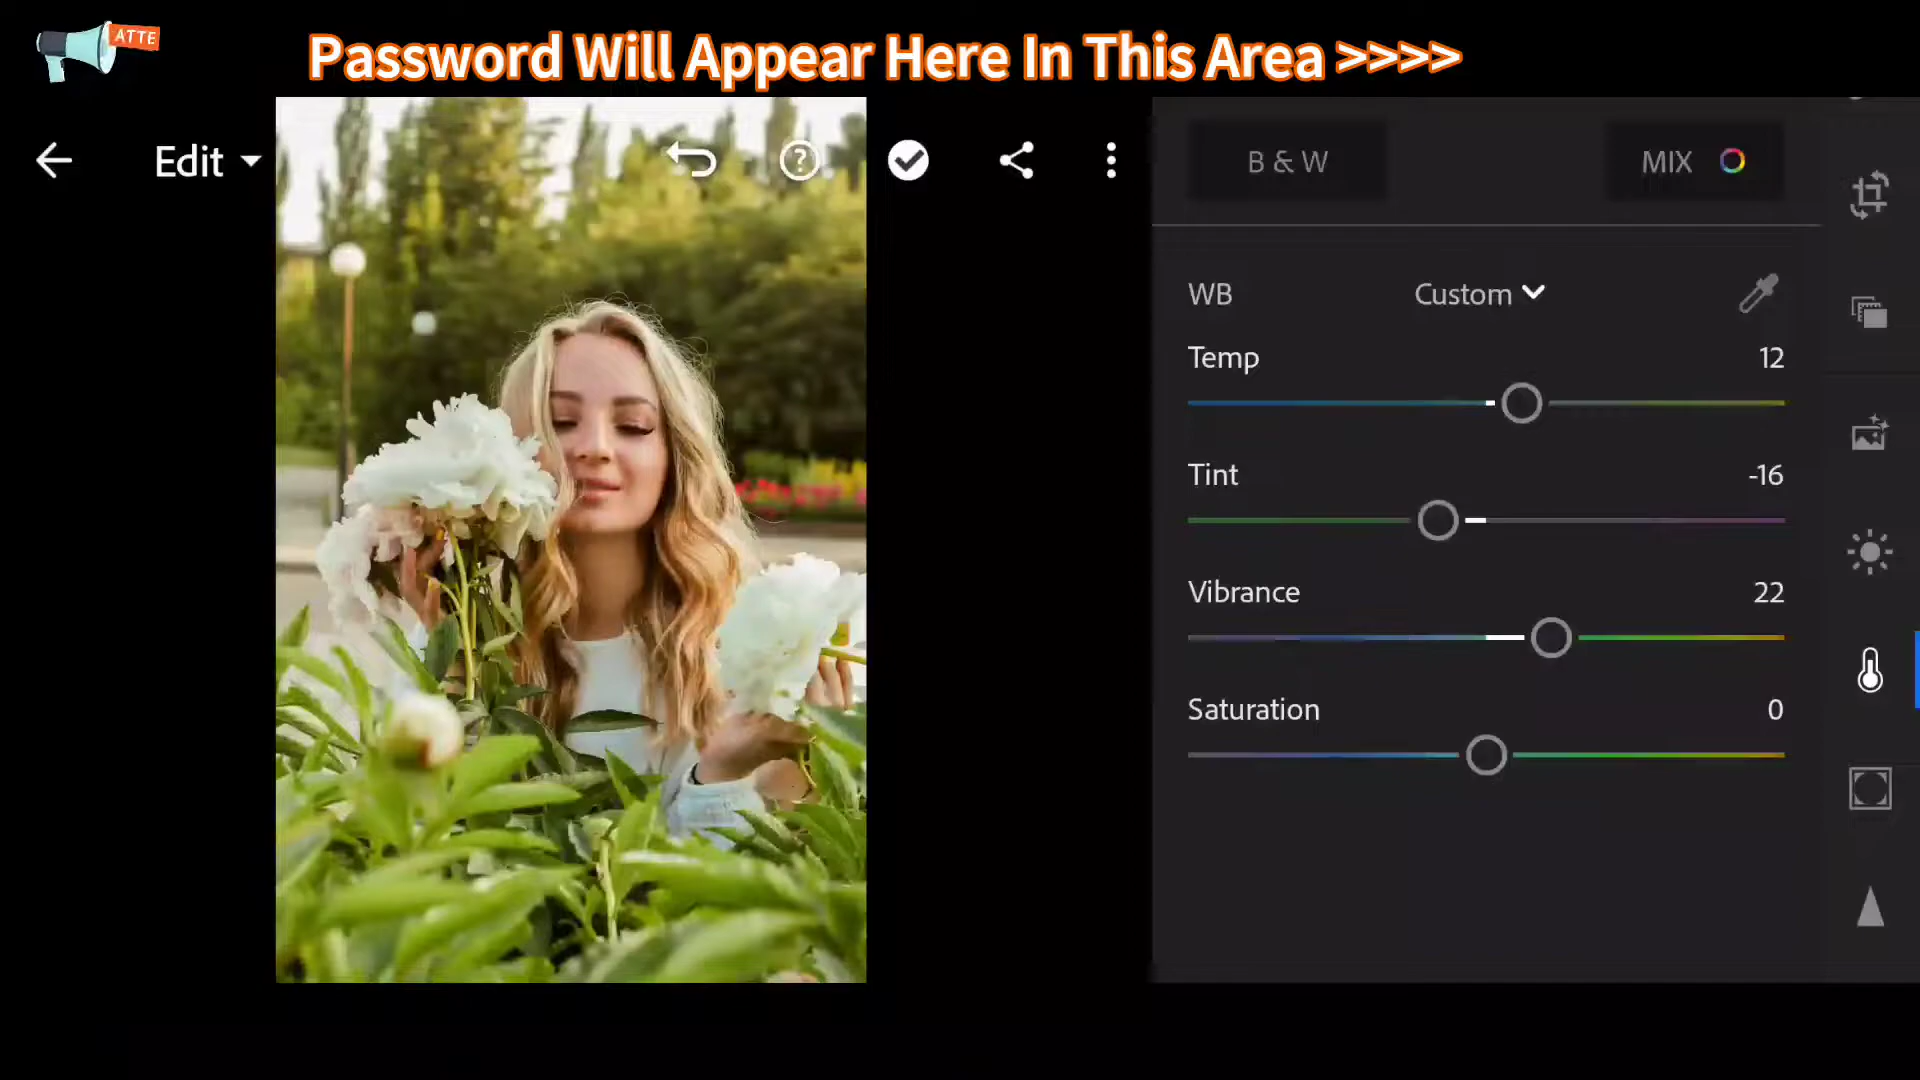 ATTE
Password Will Appear Here In This Area >>>>
Edit
B & W
MIX
WB
Custom
Temp
12
Tint
-16
Vibrance
22
Saturation
0